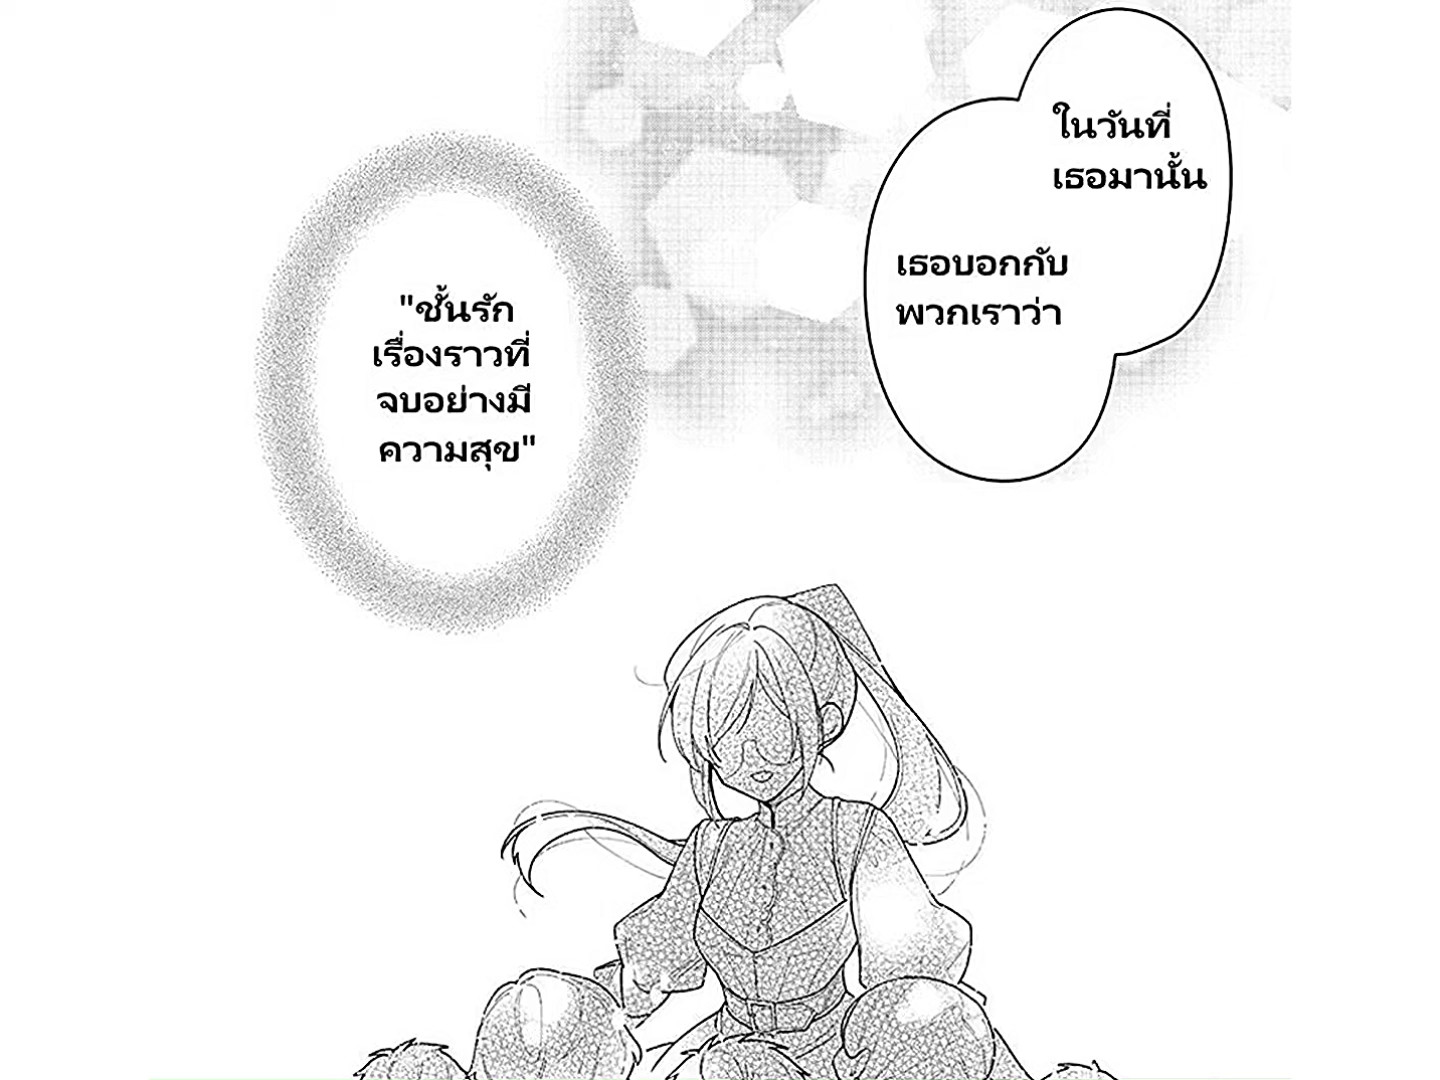 ในวันที่
เธอมานั้น
เธอบอกกับ
พวกเราว่า
"ชั้นรัก
เรื่องราวที่
จบอย่างมี
ความสุข"